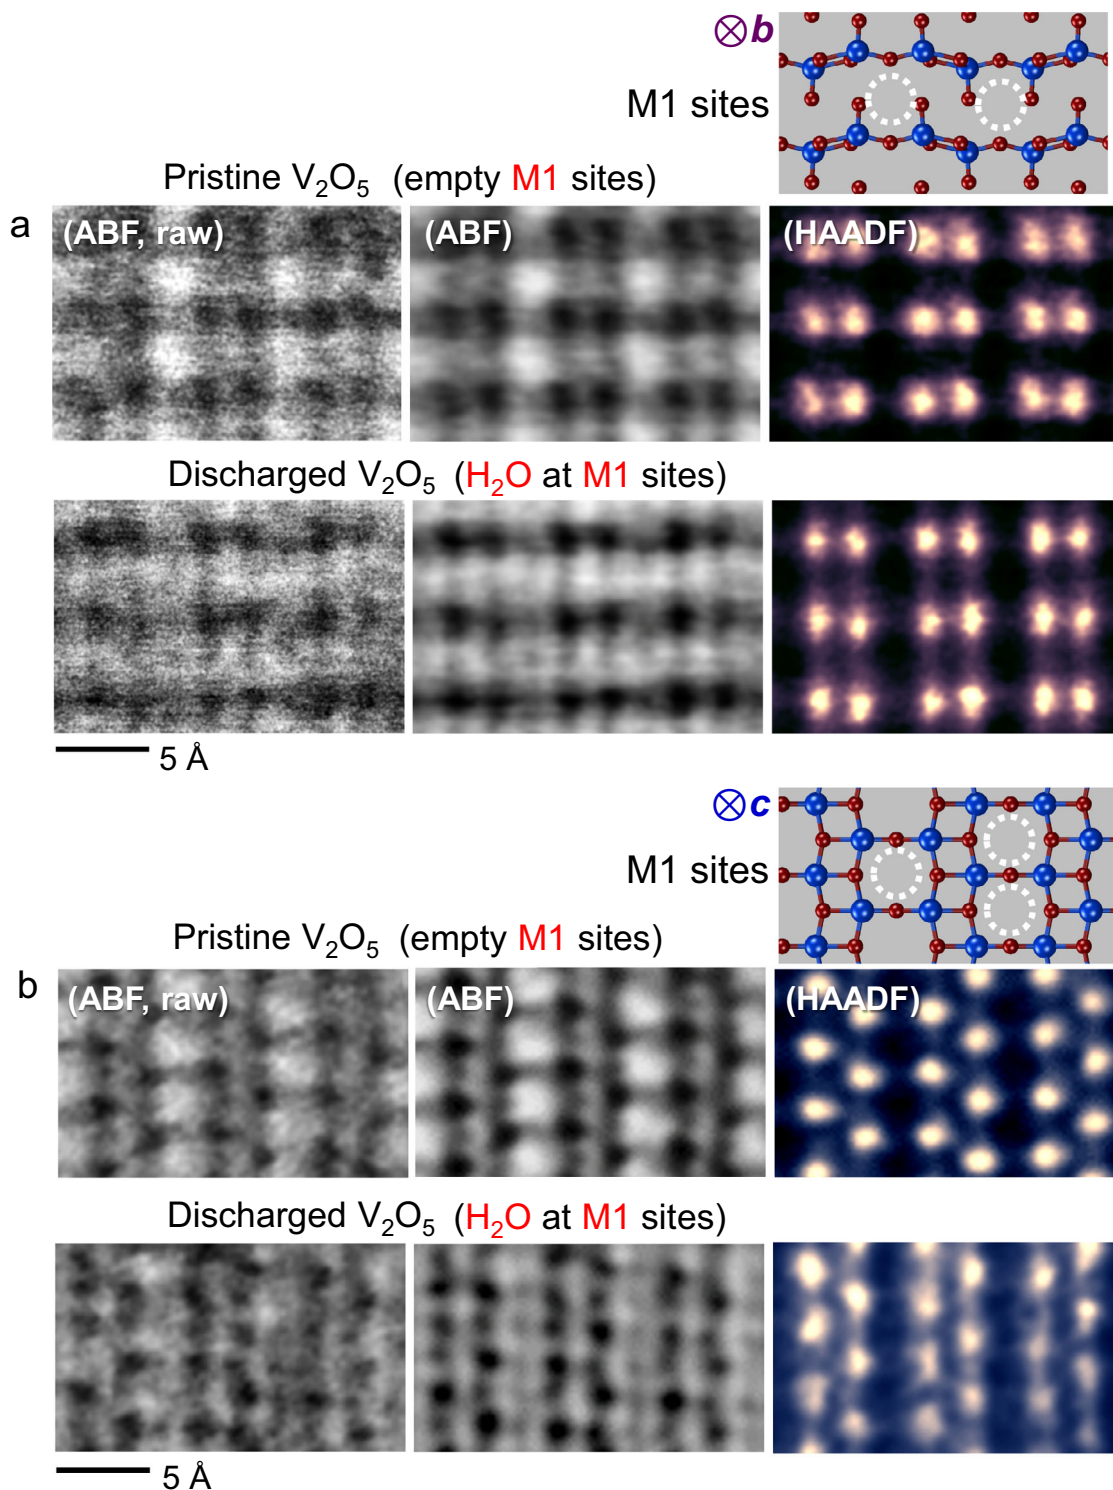 ⊗b
M1 sites
Pristine V₂O₅ (empty M1 sites)
a
(ABF, raw)
(ABF)
(HAADF)
Discharged V₂O₅ (H₂O at M1 sites)
5 Å
⊗c
M1 sites
Pristine V₂O₅ (empty M1 sites)
b
(ABF, raw)
(ABF)
(HAADF)
Discharged V₂O₅ (H₂O at M1 sites)
5 Å